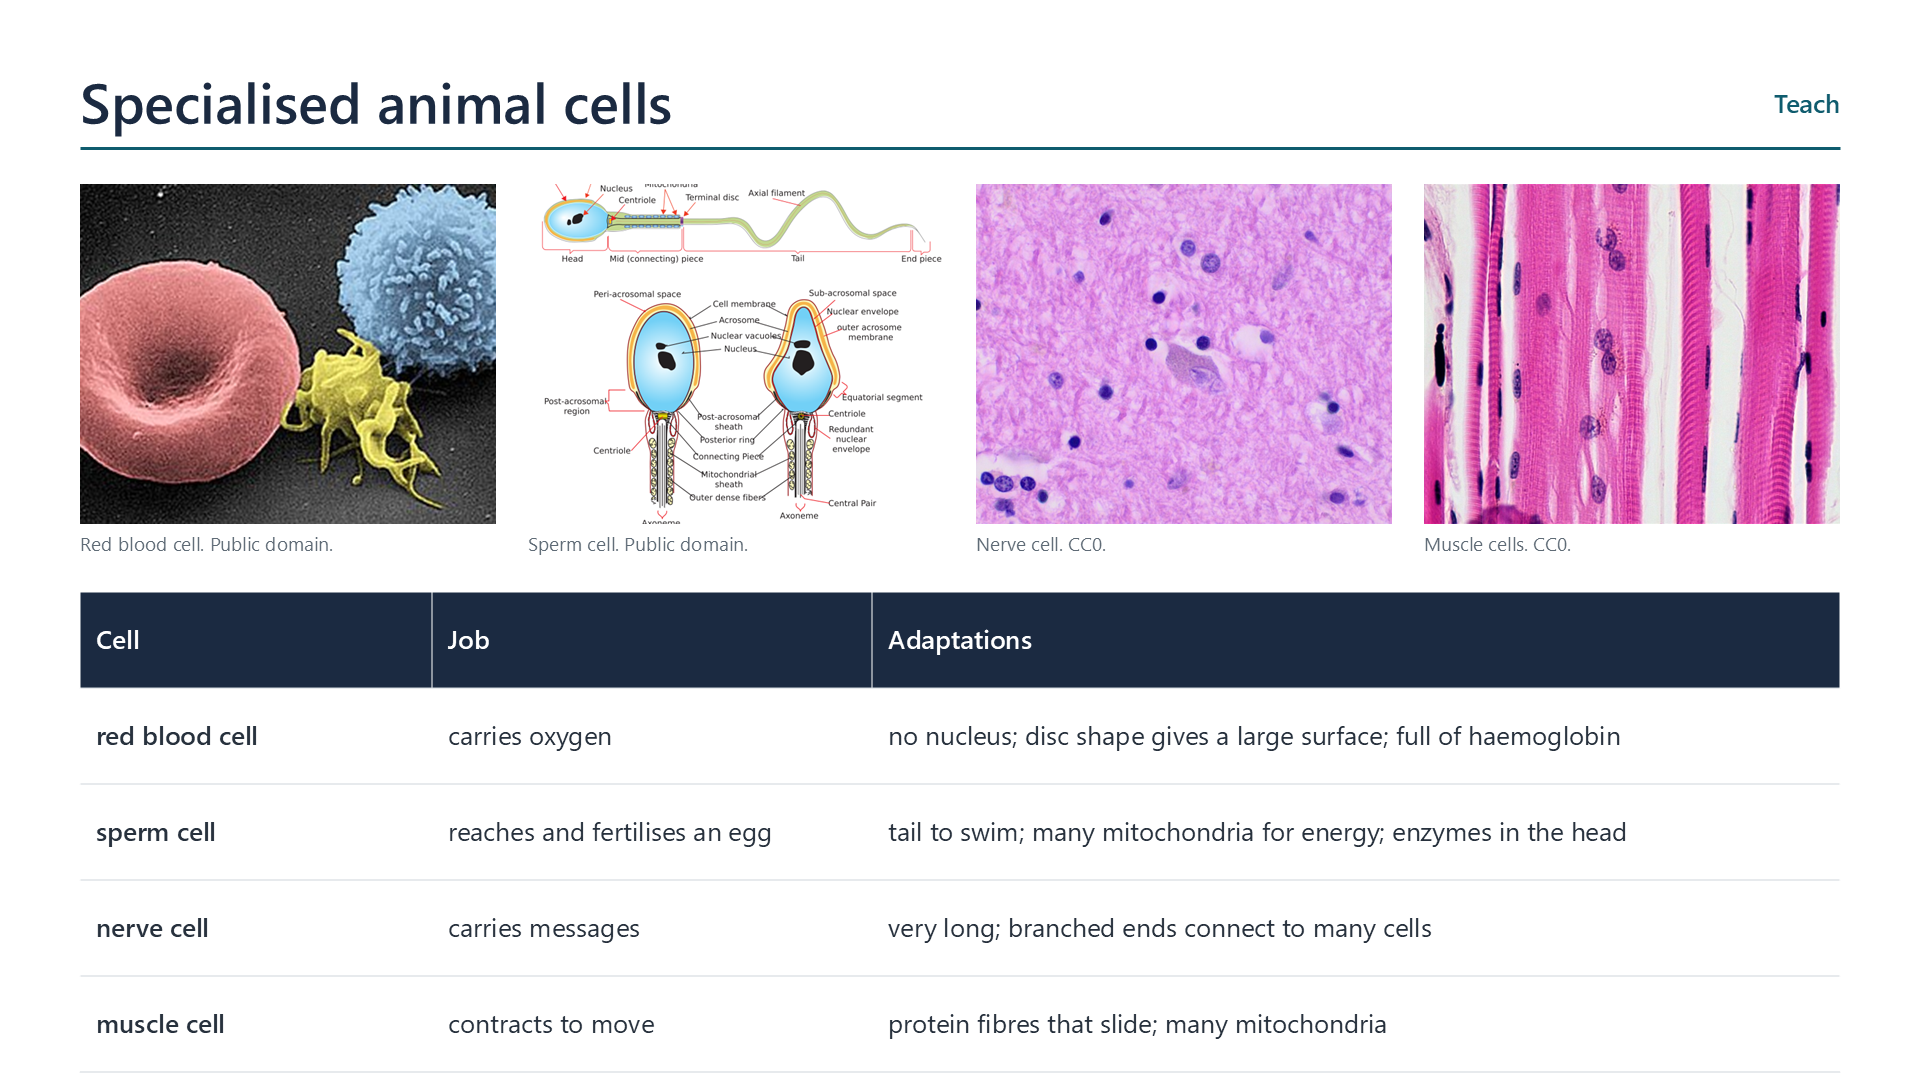 Specialised animal cells
Teach
Nucleus
Mitochondria
Centriole
Terminal disc
Axial filament
Head
Mid (connecting) piece
Tail
End piece
Peri-acrosomal space
Sub-acrosomal space
Cell membrane
Nuclear envelope
Acrosome
outer acrosome
membrane
Nuclear vacuoles
Nucleus
Equatorial segment
Post-acrosomal
region
Post-acrosomal
sheath
Centriole
Redundant
nuclear
envelope
Posterior ring
Centriole
Connecting Piece
Mitochondrial
sheath
Outer dense fibers
Central Pair
Axoneme
Axoneme
Red blood cell. Public domain.
Sperm cell. Public domain.
Nerve cell. CC0.
Muscle cells. CC0.
Cell Job Adaptations
red blood cell carries oxygen no nucleus; disc shape gives a large surface; full of haemoglobin
sperm cell reaches and fertilises an egg tail to swim; many mitochondria for energy; enzymes in the head
nerve cell carries messages very long; branched ends connect to many cells
muscle cell contracts to move protein fibres that slide; many mitochondria